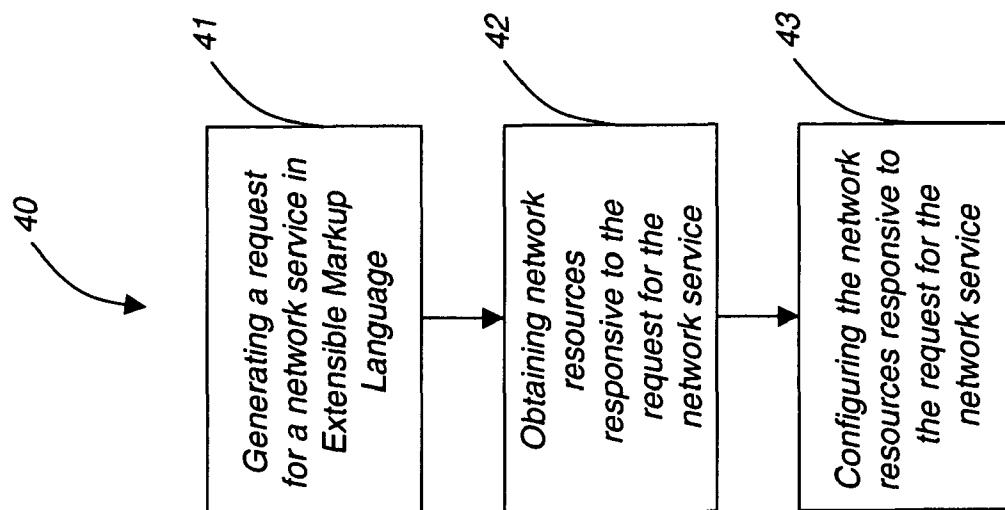 40
41
Generating a request
for a network service in
Extensible Markup
Language
42
Obtaining network
resources
responsive to the
request for the
network service
43
Configuring the network
resources responsive to
the request for the
network service